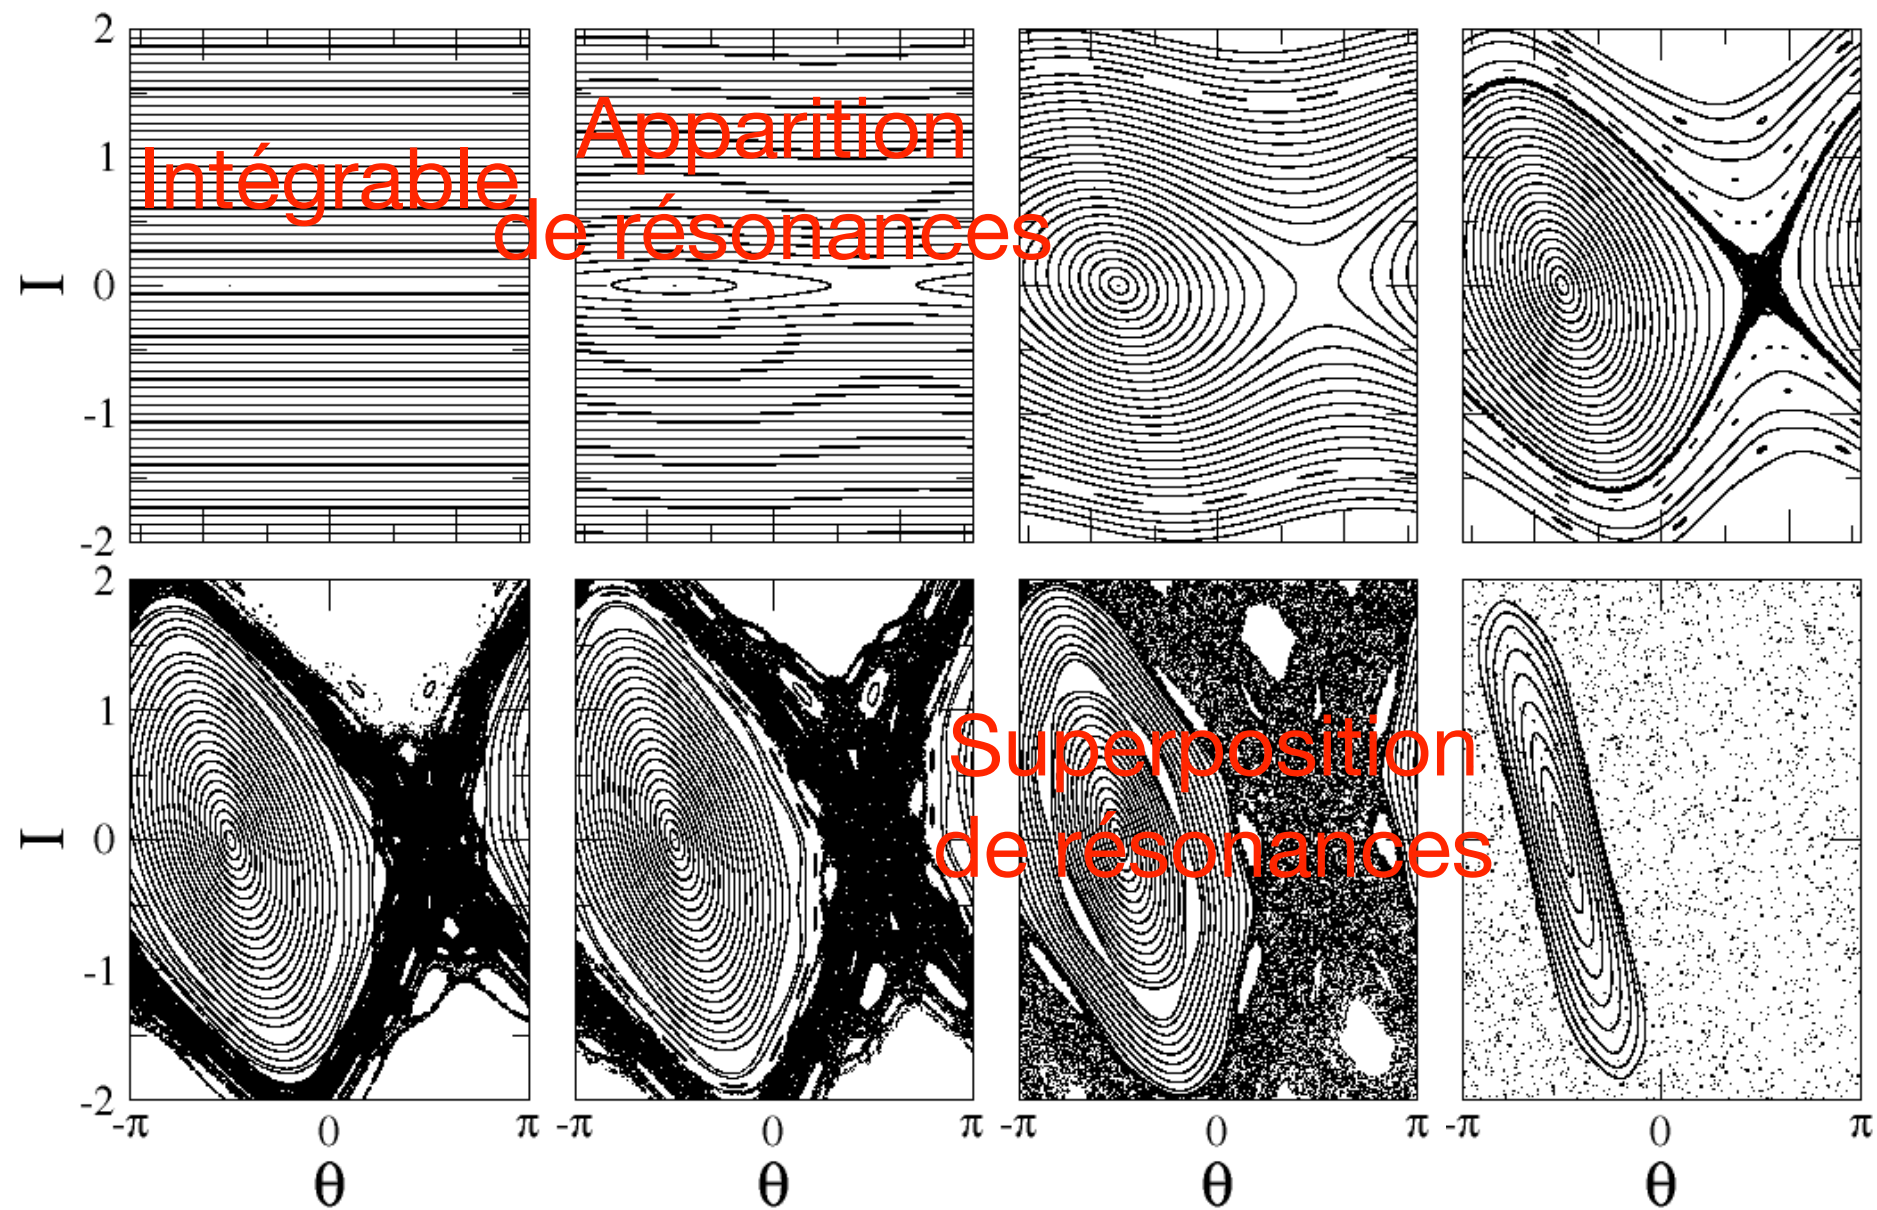 2
1
I 0
-1
-2
Intégrable
Apparition
de résonances
2
1
I 0
-1
-2
Superposition
de résonances
-π 0 π -π 0 π -π 0 π -π 0 π
θ θ θ θ